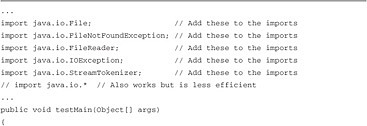 ...
import java.io.File; // Add these to the imports
import java.io.FileNotFoundException; // Add these to the imports
import java.io.FileReader; // Add these to the imports
import java.io.IOException; // Add these to the imports
import java.io.StreamTokenizer; // Add these to the imports
// import java.io.* // Also works but is less efficient
...
public void testMain(Object[] args)
{